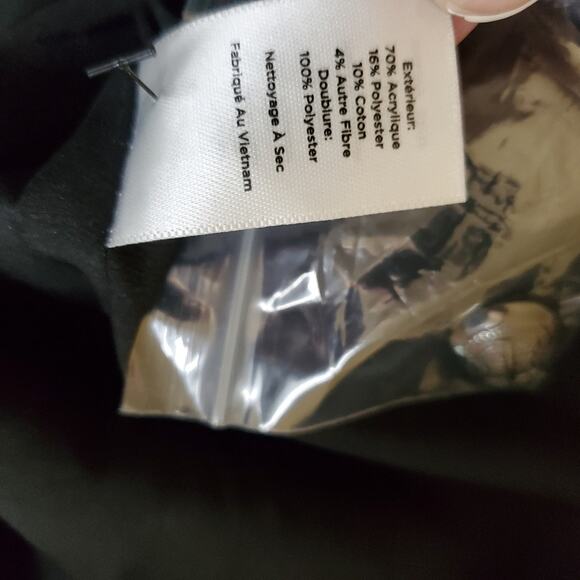 Extérieur:
70% Acrylique
16% Polyester
10% Coton
4% Autre Fibre
Doublure:
100% Polyester
Nettoyage À Sec
Fabriqué Au Vietnam